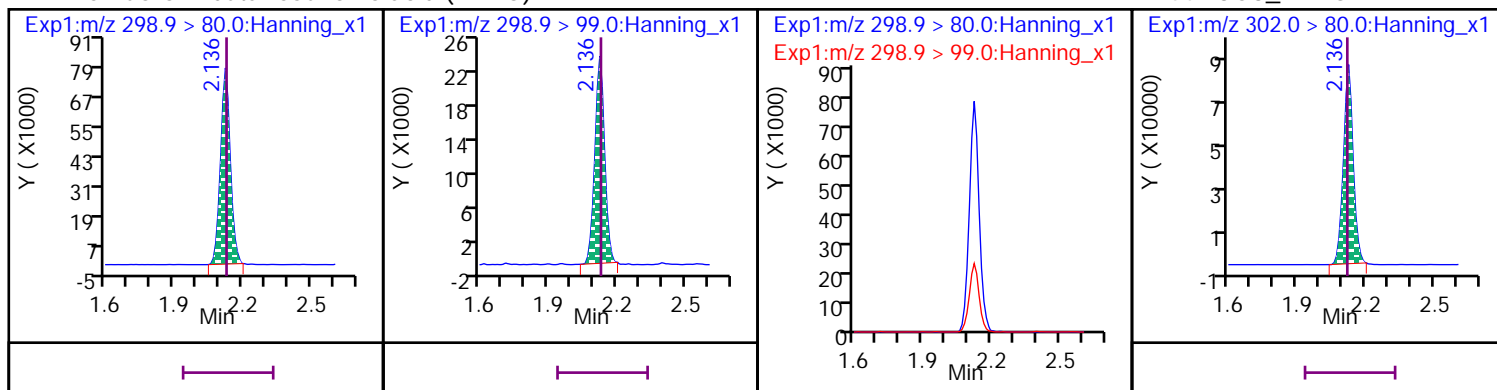 Exp1:m/z 298.9 > 80.0:Hanning_x1
2.136
Y ( X1000)
91
79
67
55
43
31
19
7
-5
1.6 1.9 2.2 2.5
Min
Exp1:m/z 298.9 > 99.0:Hanning_x1
2.136
Y ( X1000)
26
22
18
14
10
6
2
-2
1.6 1.9 2.2 2.5
Min
Exp1:m/z 298.9 > 80.0:Hanning_x1
Exp1:m/z 298.9 > 99.0:Hanning_x1
Y ( X1000)
90
80
70
60
50
40
30
20
10
0
1.6 1.9 2.2 2.5
Min
Exp1:m/z 302.0 > 80.0:Hanning_x1
2.136
Y ( X10000)
9
7
5
3
1
-1
1.6 1.9 2.2 2.5
Min